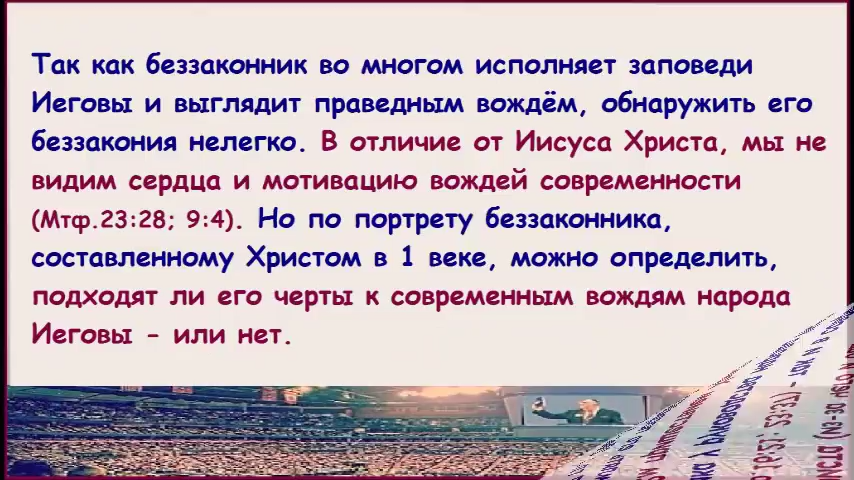 Так как беззаконник во многом исполняет заповеди
Иеговы и выглядит праведным вождём, обнаружить его
беззакония нелегко. В отличие от Иисуса Христа, мы не
видим сердца и мотивацию вождей современности
(Мтф.23:28; 9:4). Но по портрету беззаконника,
составленному Христом в 1 веке, можно определить,
подходят ли его черты к современным вождям народа
Иеговы - или нет.